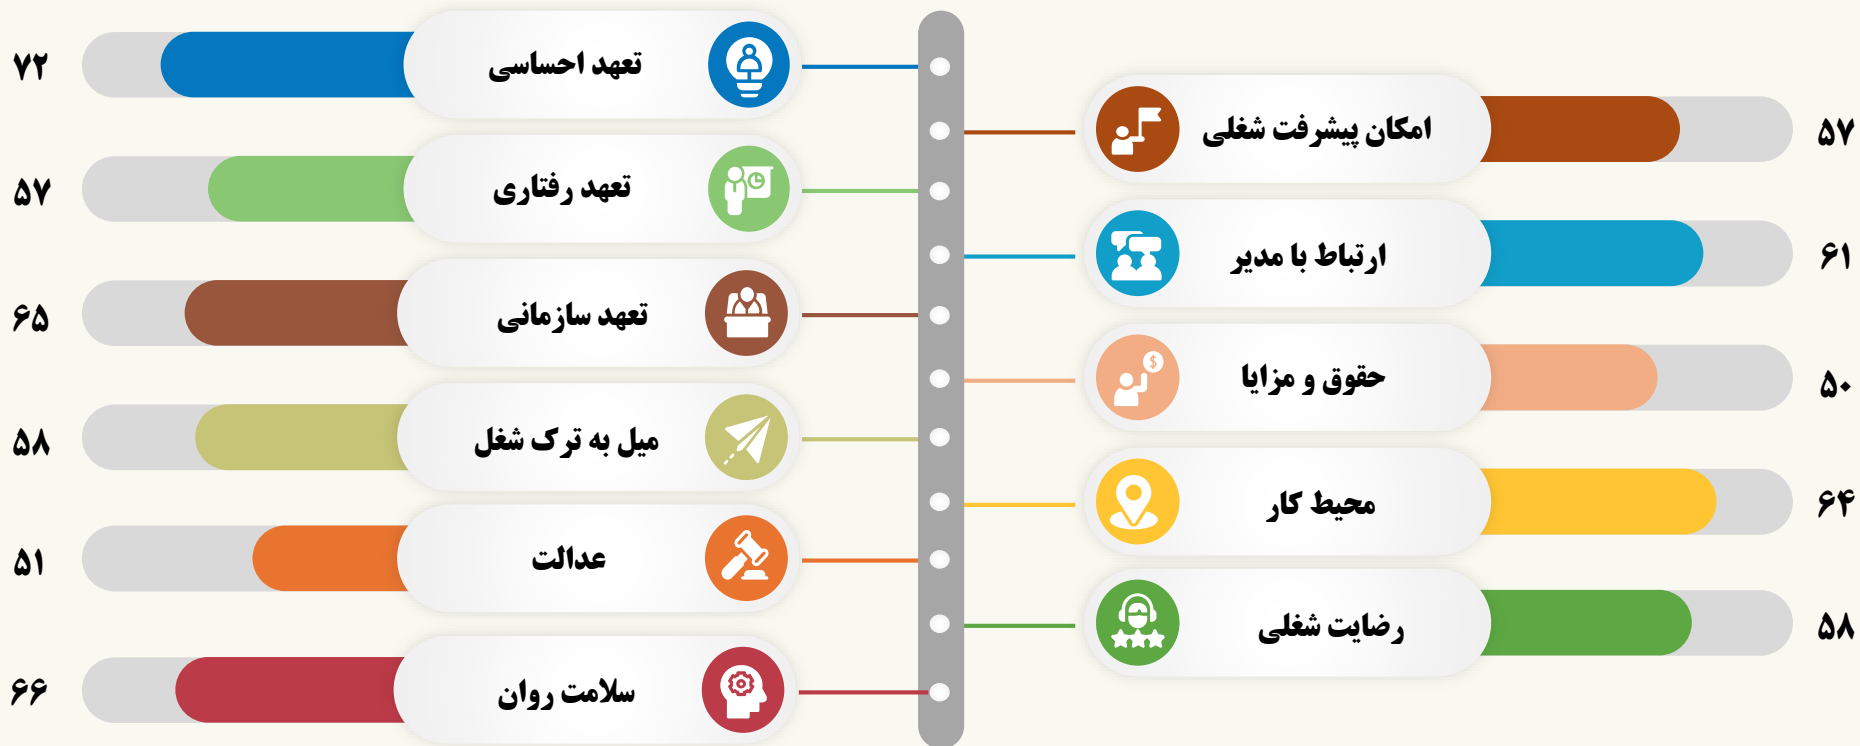 امکان پیشرفت شغلی ۵۷
ارتباط با مدیر ۶۱
حقوق و مزایا ۵۰
محیط کار ۶۴
رضایت شغلی ۵۸
تعهد احساسی ۷۲
تعهد رفتاری ۵۷
تعهد سازمانی ۶۵
میل به ترک شغل ۵۸
عدالت ۵۱
سلامت روان ۶۶